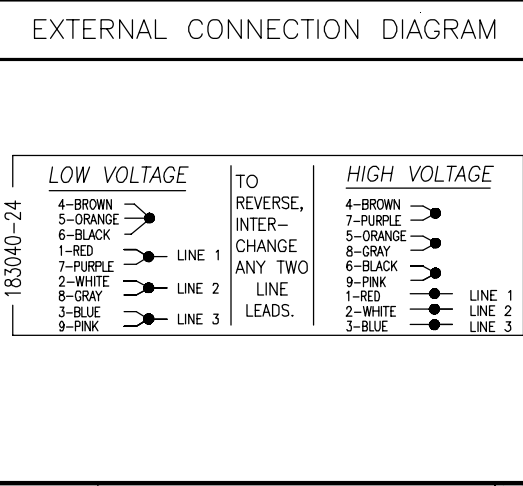 EXTERNAL CONNECTION DIAGRAM
183040-24
LOW VOLTAGE
4-BROWN
5-ORANGE
6-BLACK
1-RED
7-PURPLE
LINE 1
2-WHITE
8-GRAY
LINE 2
3-BLUE
9-PINK
LINE 3
TO
REVERSE,
INTER-
CHANGE
ANY TWO
LINE
LEADS.
HIGH VOLTAGE
4-BROWN
7-PURPLE
5-ORANGE
8-GRAY
6-BLACK
9-PINK
1-RED LINE 1
2-WHITE LINE 2
3-BLUE LINE 3